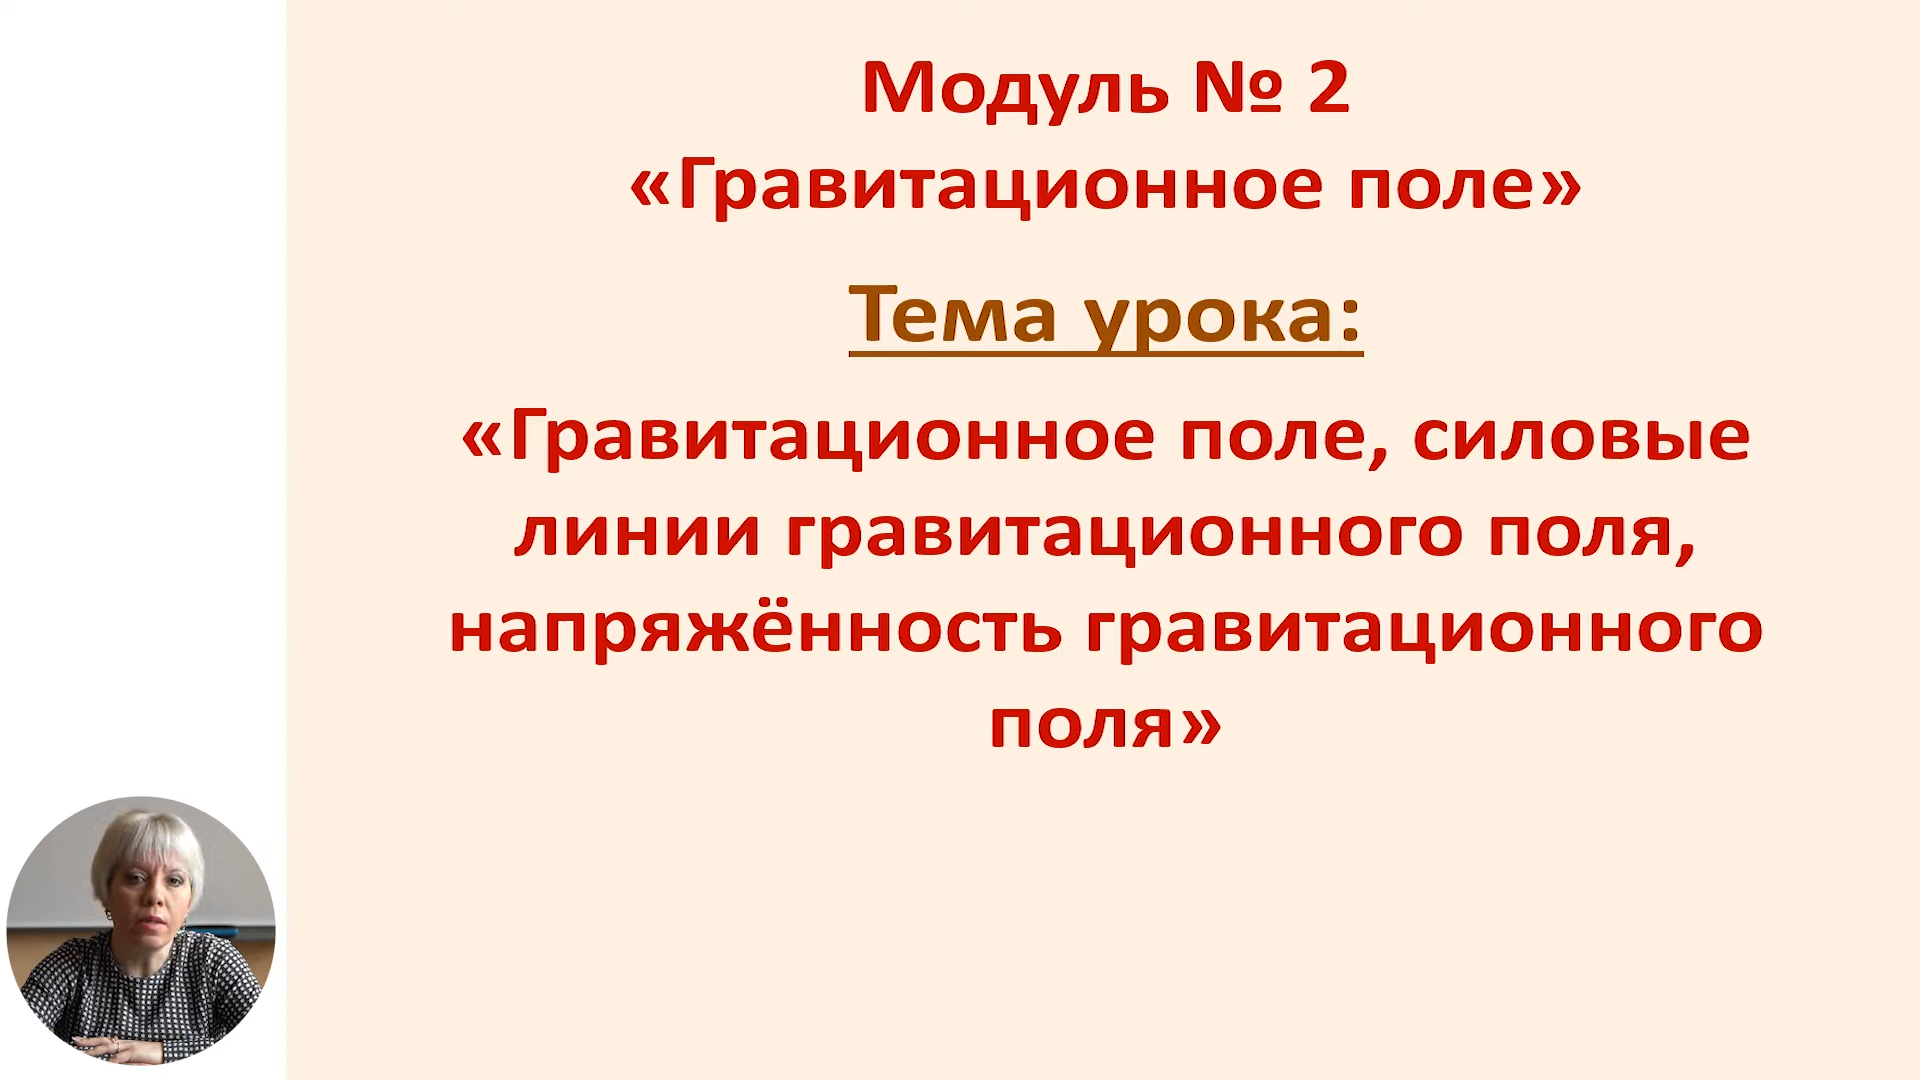 Модуль № 2
«Гравитационное поле»
Тема урока:
«Гравитационное поле, силовые
линии гравитационного поля,
напряжённость гравитационного
поля»